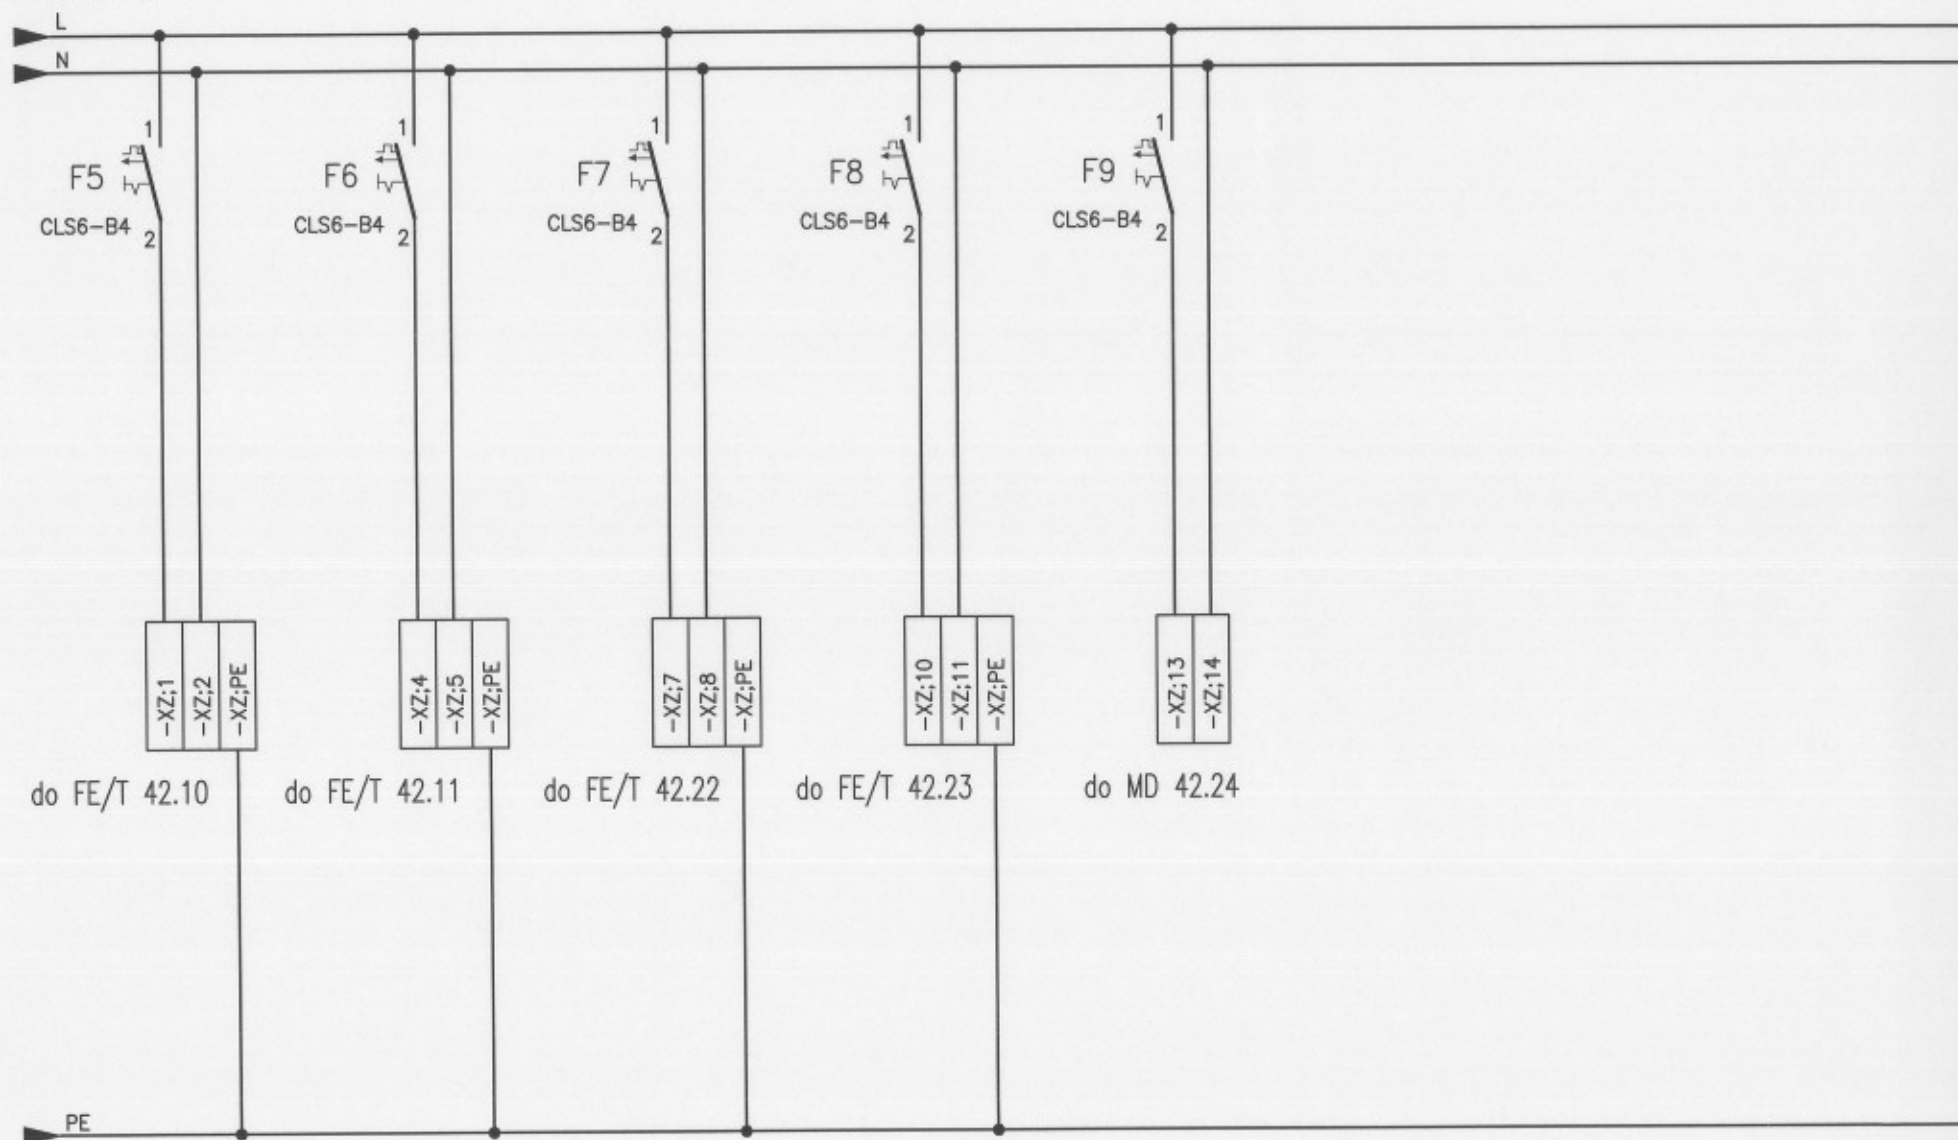 L
N
1
F5
CLS6-B4
2
1
F6
CLS6-B4
2
1
F7
CLS6-B4
2
1
F8
CLS6-B4
2
1
F9
CLS6-B4
2
-XZ;1
-XZ;2
-XZ;PE
-XZ;4
-XZ;5
-XZ;PE
-XZ;7
-XZ;8
-XZ;PE
-XZ;10
-XZ;11
-XZ;PE
-XZ;13
-XZ;14
do FE/T 42.10
do FE/T 42.11
do FE/T 42.22
do FE/T 42.23
do MD 42.24
PE